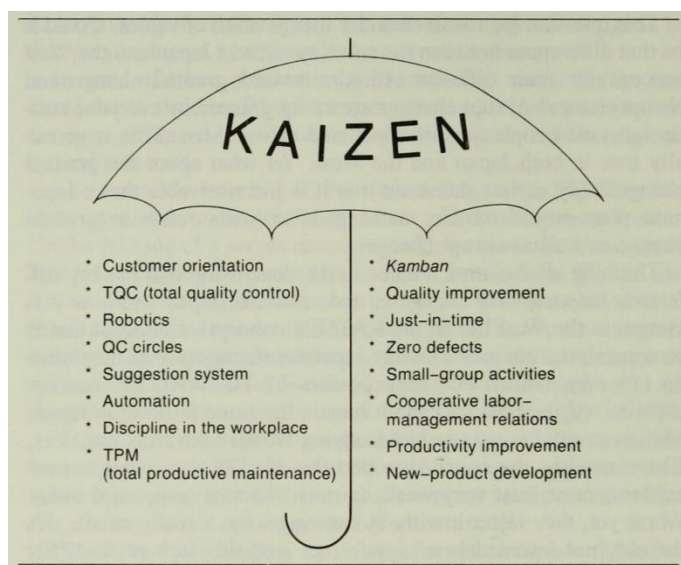 KAIZEN
* Customer orientation
* TQC (total quality control)
* Robotics
* QC circles
* Suggestion system
* Automation
* Discipline in the workplace
* TPM
(total productive maintenance)
* Kamban
* Quality improvement
* Just–in–time
* Zero defects
* Small–group activities
* Cooperative labor–
management relations
* Productivity improvement
* New–product development